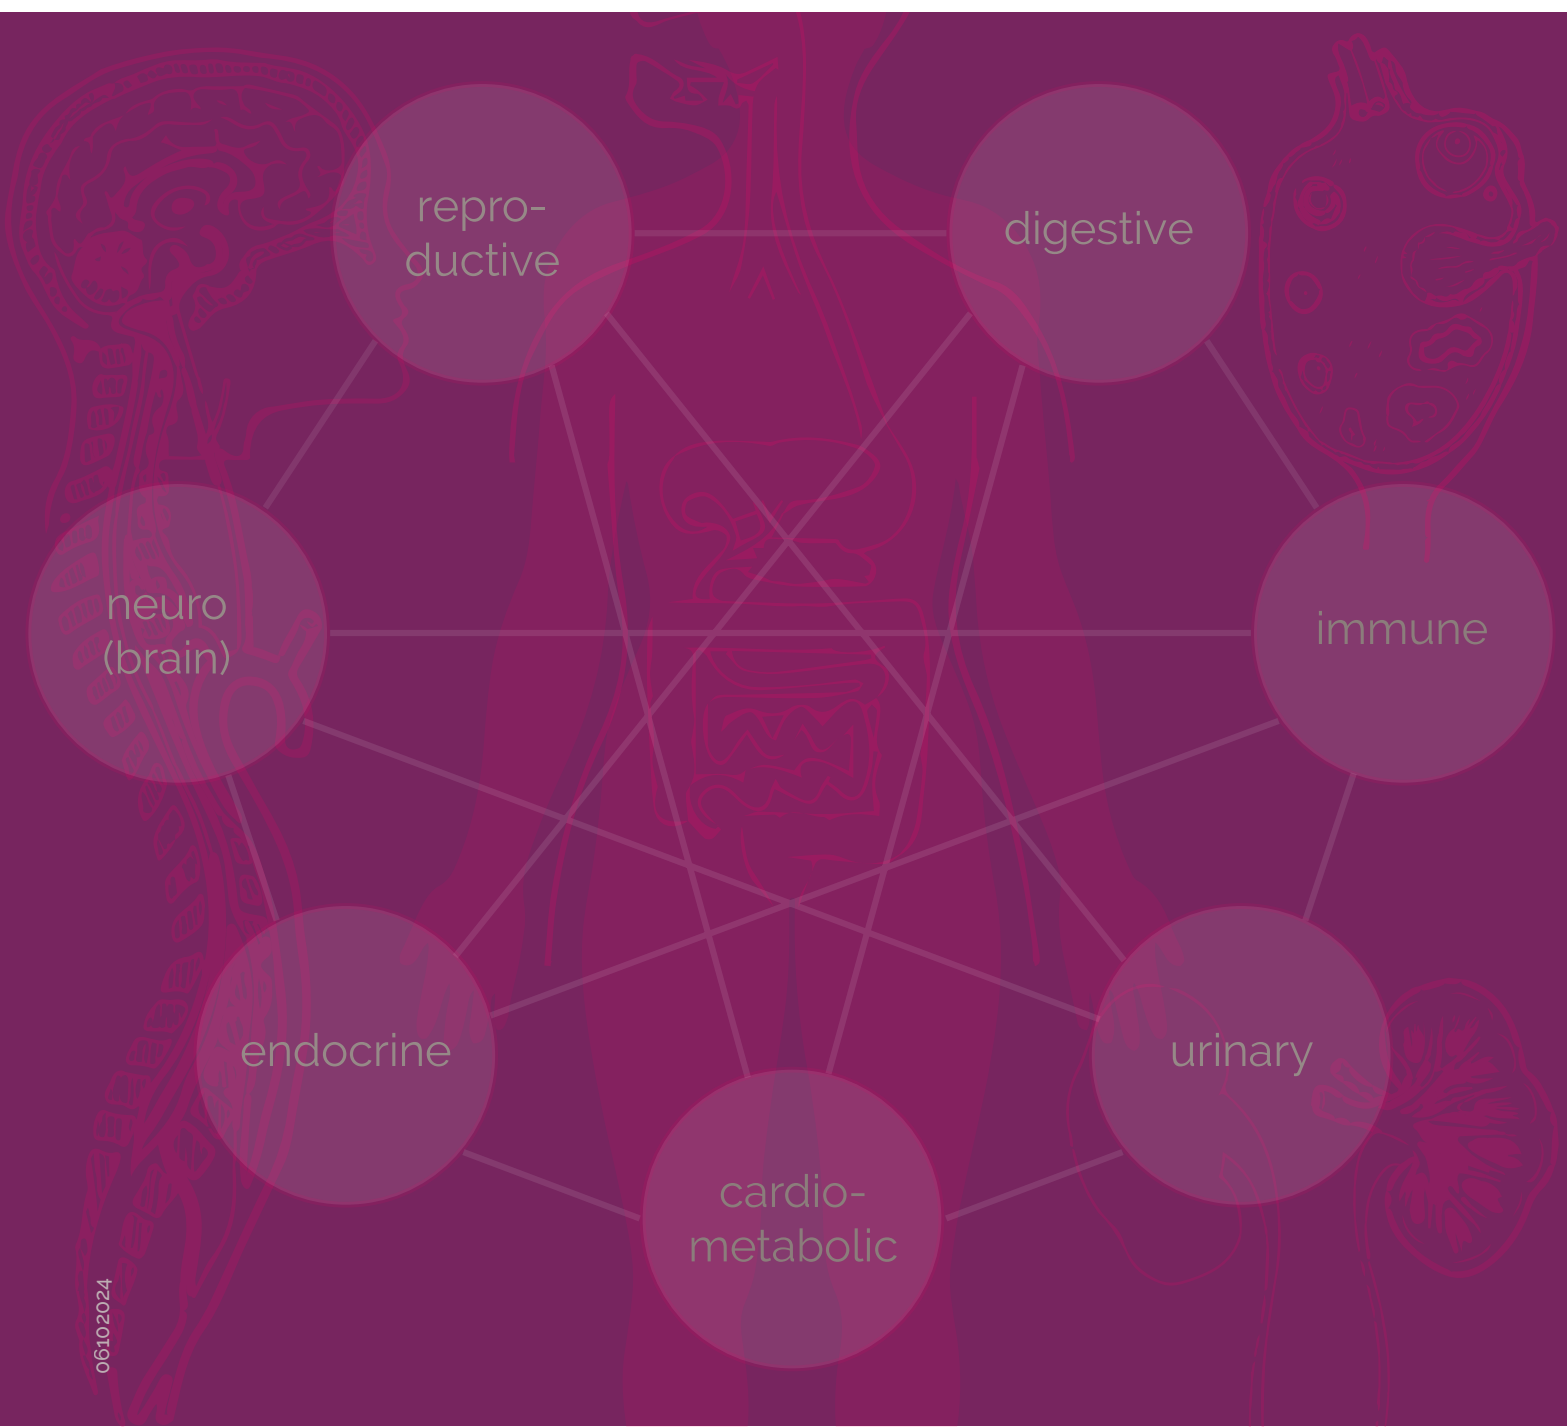 repro-
ductive
digestive
neuro
(brain)
immune
endocrine
urinary
cardio-
metabolic
06102024